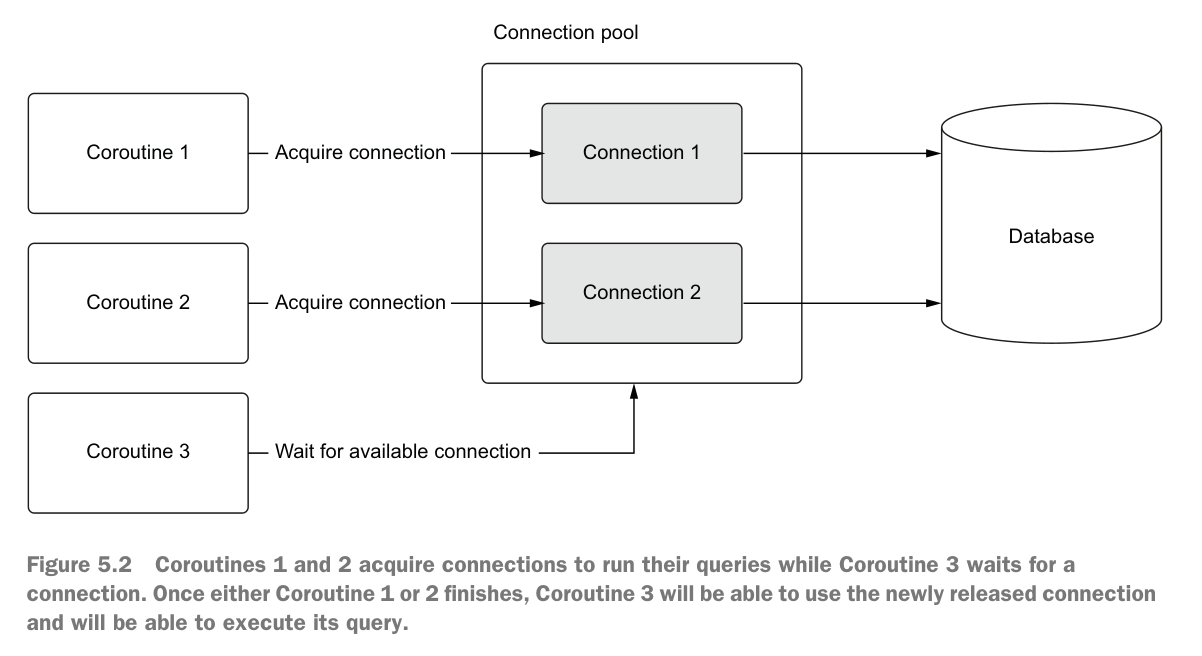 Connection pool
Coroutine 1
Acquire connection
Connection 1
Coroutine 2
Acquire connection
Connection 2
Database
Coroutine 3
Wait for available connection
Figure 5.2 Coroutines 1 and 2 acquire connections to run their queries while Coroutine 3 waits for a
connection. Once either Coroutine 1 or 2 finishes, Coroutine 3 will be able to use the newly released connection
and will be able to execute its query.